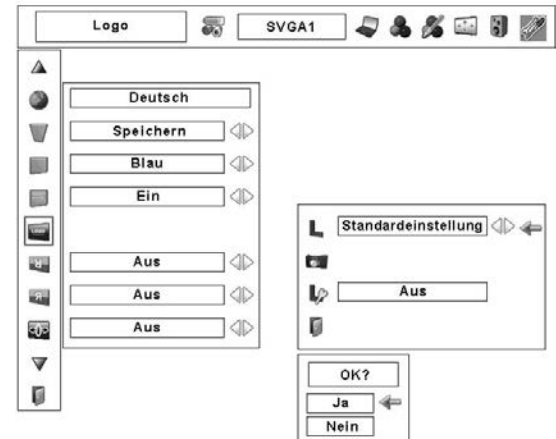 Logo
SVGA1
Deutsch
Speichern
Blau
Ein
Aus
Aus
Aus
Standardeinstellung
Aus
OK?
Ja
Nein